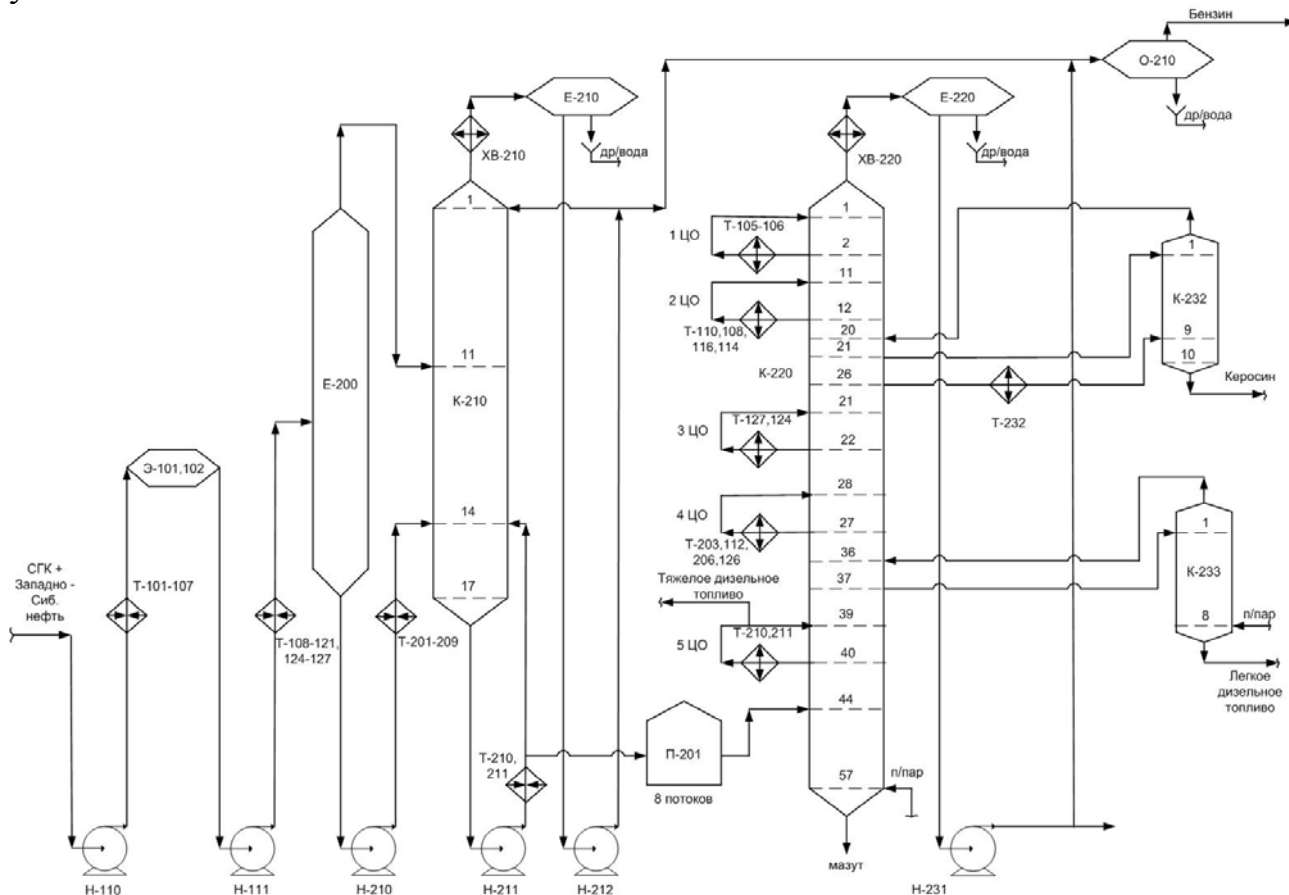 Бензин
О-210
др/вода
Е-210
Е-220
ХВ-210
др/вода
ХВ-220
др/вода
1
1
Т-105-106
1 ЦО
2
1
11
2 ЦО
12
К-232
Т-110,108,
116,114
20
9
21
11
10
К-220
26
Керосин
Е-200
К-210
21
Т-127,124
Т-232
3 ЦО
22
Э-101,102
28
14
4 ЦО
27
1
Т-203,112,
206,126
36
СГК +
Западно -
Сиб.
нефть
Т-101-107
17
Тяжелое дизельное
топливо
37
К-233
Т-108-121,
124-127
Т-201-209
Т-210,211
39
8
п/пар
5 ЦО
40
Легкое
дизельное
топливо
44
Т-210,
211
П-201
п/пар
57
8 потоков
мазут
Н-110
Н-111
Н-210
Н-211
Н-212
Н-231